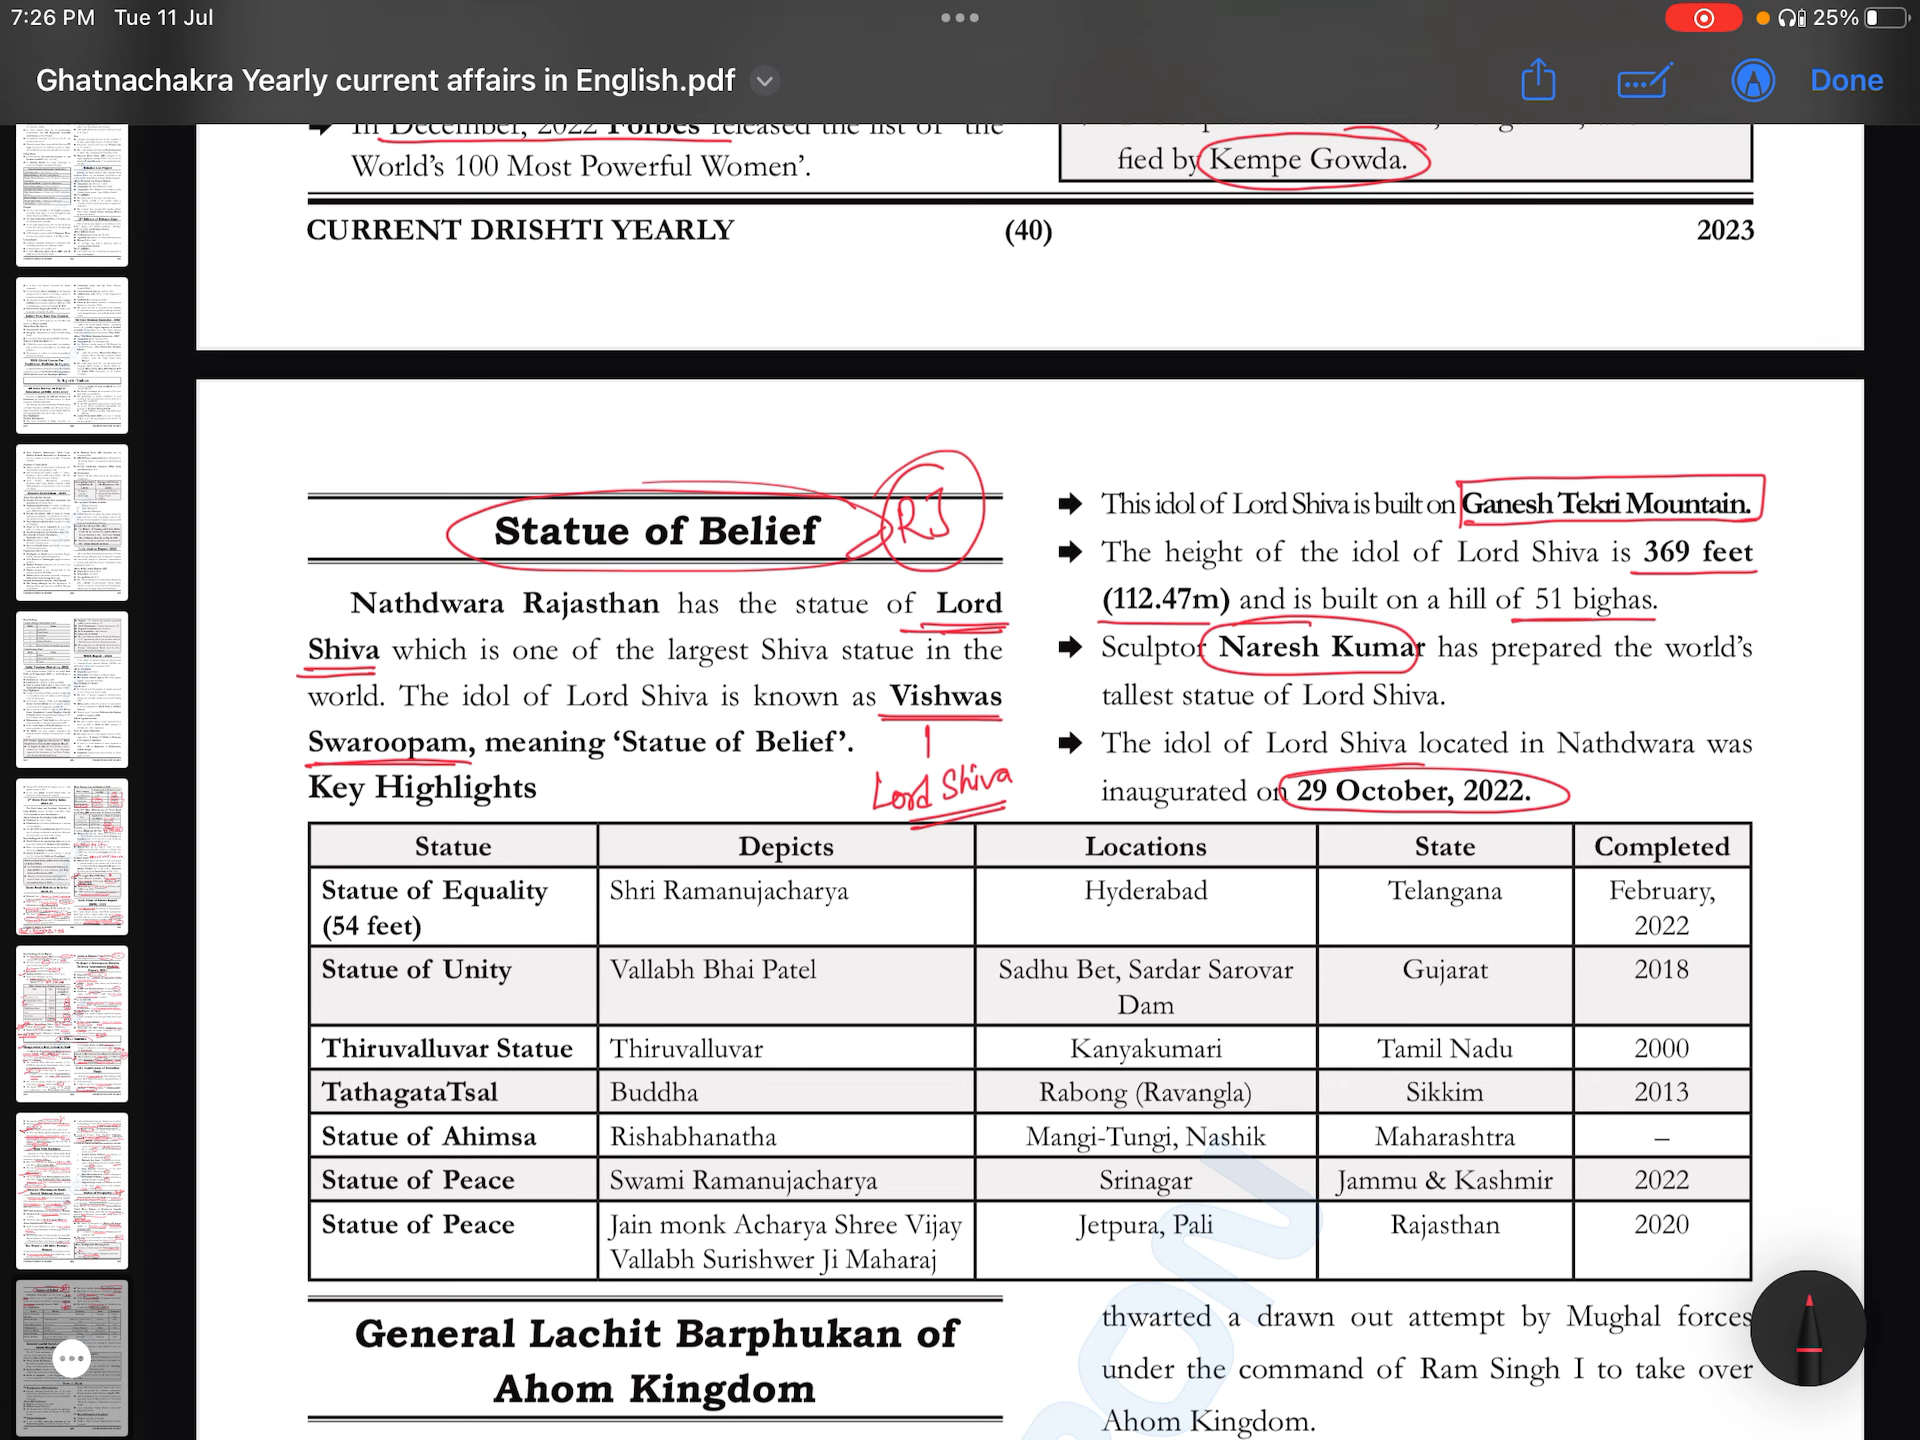 7:26 PM Tue 11 Jul
25%
Ghatnachakra Yearly current affairs in English.pdf
Done
In December, 2022 Forbes released the list of the
World's 100 Most Powerful Women'.
fied by Kempe Gowda.
CURRENT DRISHTI YEARLY (40) 2023
Statue of Belief
RJ
Nathdwara Rajasthan has the statue of Lord
Shiva which is one of the largest Shiva statue in the
world. The idol of Lord Shiva is known as Vishwas
Swaroopam, meaning 'Statue of Belief'.
Lord Shiva
Key Highlights
➡ This idol of Lord Shiva is built on Ganesh Tekri Mountain.
➡ The height of the idol of Lord Shiva is 369 feet
(112.47m) and is built on a hill of 51 bighas.
➡ Sculptor Naresh Kumar has prepared the world's
tallest statue of Lord Shiva.
➡ The idol of Lord Shiva located in Nathdwara was
inaugurated on 29 October, 2022.
Statue Depicts Locations State Completed
Statue of Equality Shri Ramanujacharya Hyderabad Telangana February,
(54 feet) 2022
Statue of Unity Vallabh Bhai Patel Sadhu Bet, Sardar Sarovar Gujarat 2018
Dam
Thiruvalluvar Statue Thiruvalluvar Kanyakumari Tamil Nadu 2000
TathagataTsal Buddha Rabong (Ravangla) Sikkim 2013
Statue of Ahimsa Rishabhanatha Mangi-Tungi, Nashik Maharashtra –
Statue of Peace Swami Ramanujacharya Srinagar Jammu & Kashmir 2022
Statue of Peace Jain monk Acharya Shree Vijay Jetpura, Pali Rajasthan 2020
Vallabh Surishwer Ji Maharaj
General Lachit Barphukan of
Ahom Kingdom
thwarted a drawn out attempt by Mughal forces
under the command of Ram Singh I to take over
Ahom Kingdom.